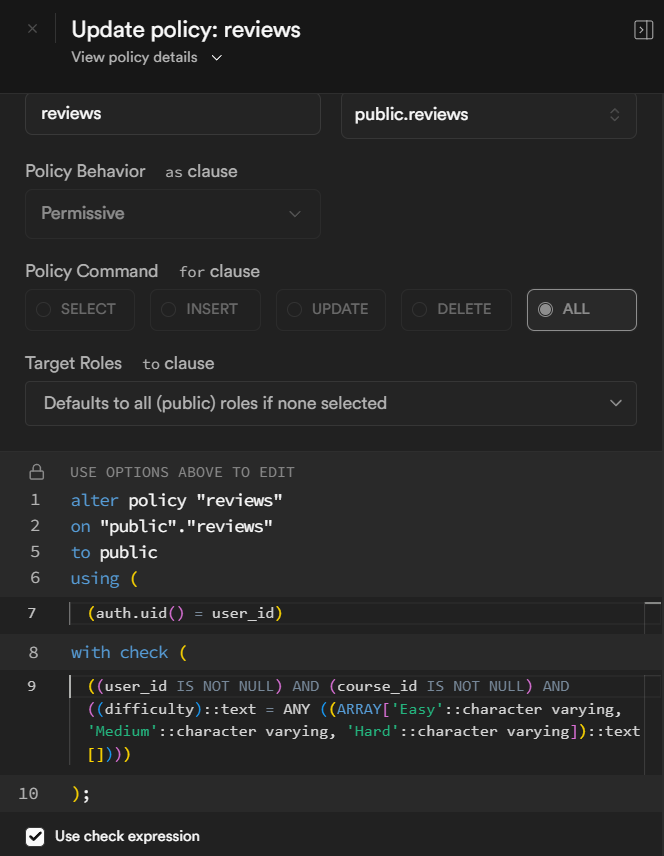 Update policy: reviews
View policy details
reviews
public.reviews
Policy Behavior as clause
Permissive
Policy Command for clause
SELECT INSERT UPDATE DELETE ALL
Target Roles to clause
Defaults to all (public) roles if none selected
USE OPTIONS ABOVE TO EDIT
1 alter policy "reviews"
2 on "public"."reviews"
5 to public
6 using (
7 (auth.uid() = user_id)
8 with check (
9 ((user_id IS NOT NULL) AND (course_id IS NOT NULL) AND
((difficulty)::text = ANY ((ARRAY['Easy'::character varying,
'Medium'::character varying, 'Hard'::character varying])::text
[])))
10 );
Use check expression